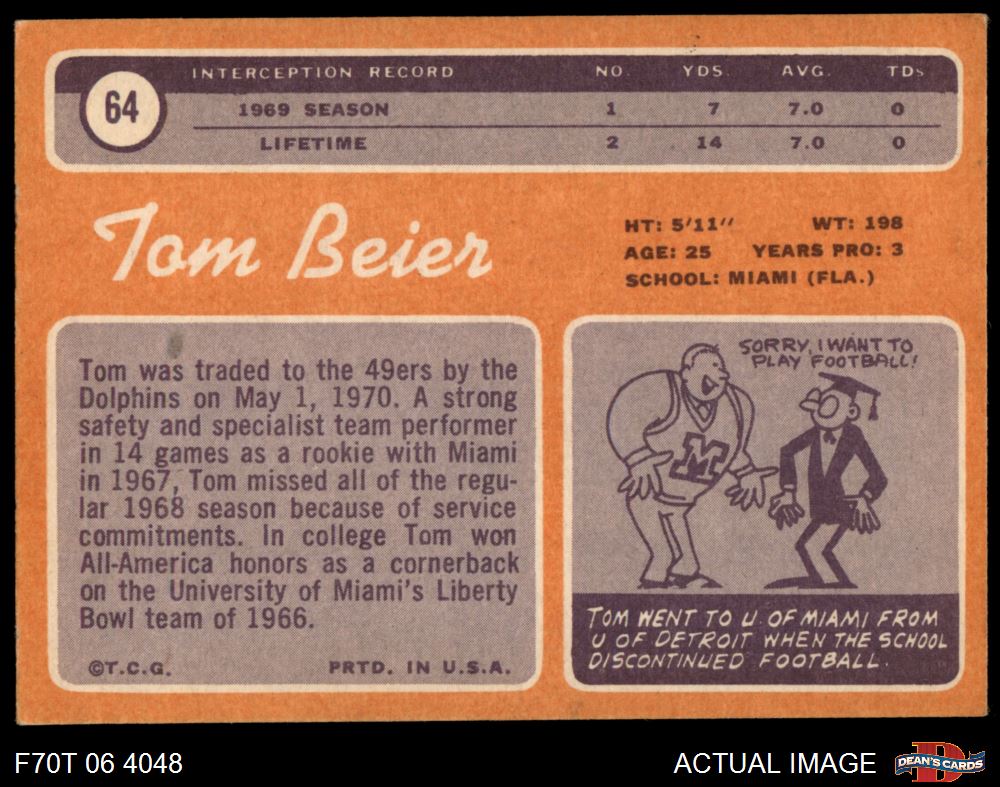 64
INTERCEPTION RECORD NO. YDS. AVG. TDs
1969 SEASON 1 7 7.0 0
LIFETIME 2 14 7.0 0
Tom Beier
HT: 5'11" WT: 198
AGE: 25 YEARS PRO: 3
SCHOOL: MIAMI (FLA.)
Tom was traded to the 49ers by the
Dolphins on May 1, 1970. A strong
safety and specialist team performer
in 14 games as a rookie with Miami
in 1967, Tom missed all of the regu-
lar 1968 season because of service
commitments. In college Tom won
All-America honors as a cornerback
on the University of Miami's Liberty
Bowl team of 1966.
©T.C.G. PRTD. IN U.S.A.
SORRY, I WANT TO
PLAY FOOTBALL!
M
TOM WENT TO U. OF MIAMI FROM
U OF DETROIT WHEN THE SCHOOL
DISCONTINUED FOOTBALL.
F70T 06 4048 ACTUAL IMAGE
D
DEAN'S CARDS